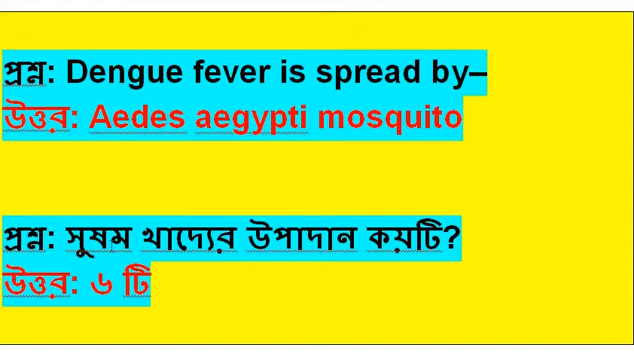 প্রশ্ন: Dengue fever is spread by–
উত্তর: Aedes aegypti mosquito
প্রশ্ন: সুষম খাদ্যের উপাদান কয়টি?
উত্তর: ৬ টি